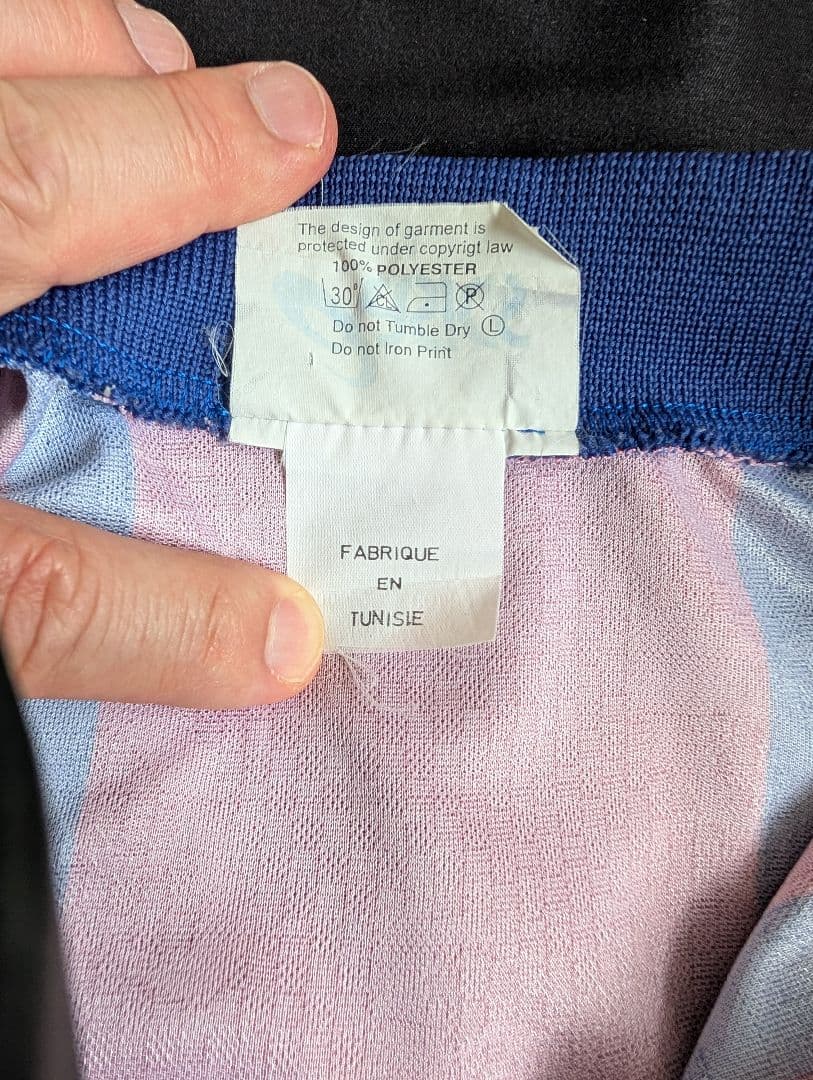 The design of garment is
protected under copyrigt law
100% POLYESTER
30° CL P
Do not Tumble Dry Ⓛ
Do not Iron Print
FABRIQUE
EN
TUNISIE